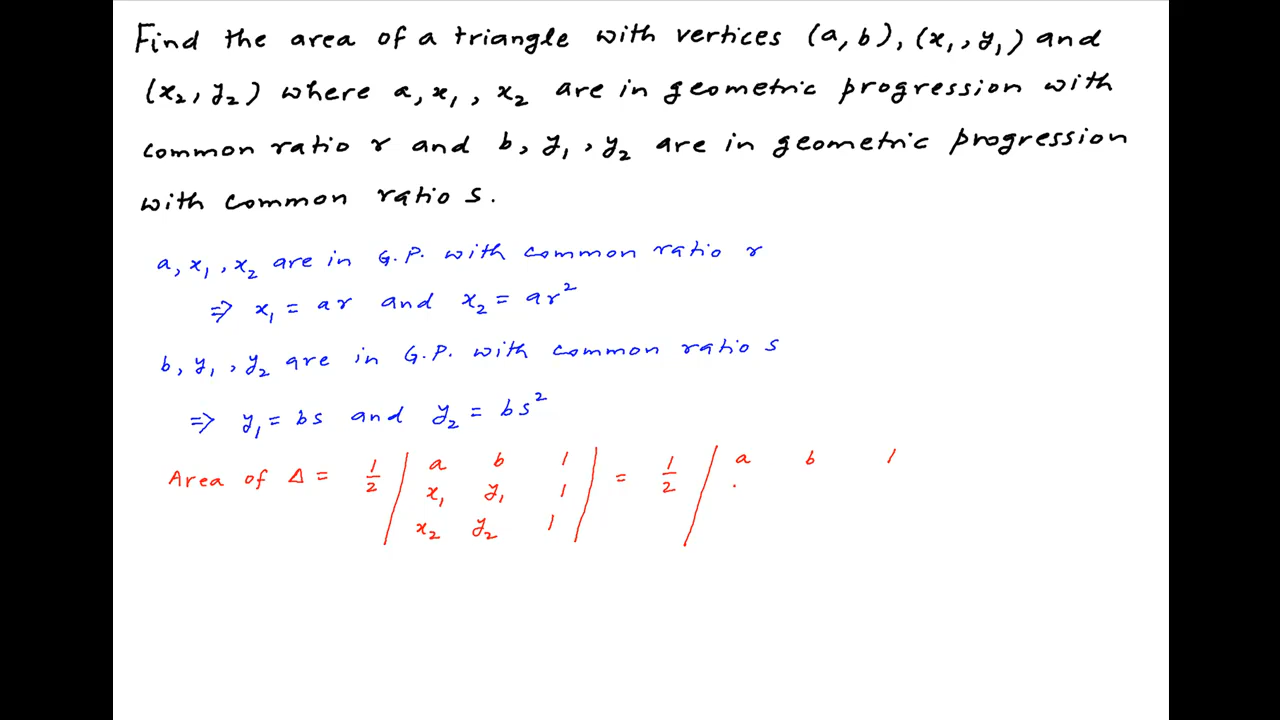 Find the area of a triangle with vertices (a, b), (x₁, y₁) and
(x₂, y₂) where a, x₁, x₂ are in geometric progression with
common ratio r and b, y₁, y₂ are in geometric progression
with common ratio s.
a, x₁, x₂ are in G.P. with common ratio r
⇒ x₁ = ar and x₂ = ar²
b, y₁, y₂ are in G.P. with common ratio s
⇒ y₁ = bs and y₂ = bs²
Area of Δ = 1/2 | a b 1 | = 1/2 | a b 1
x₁ y₁ 1
x₂ y₂ 1